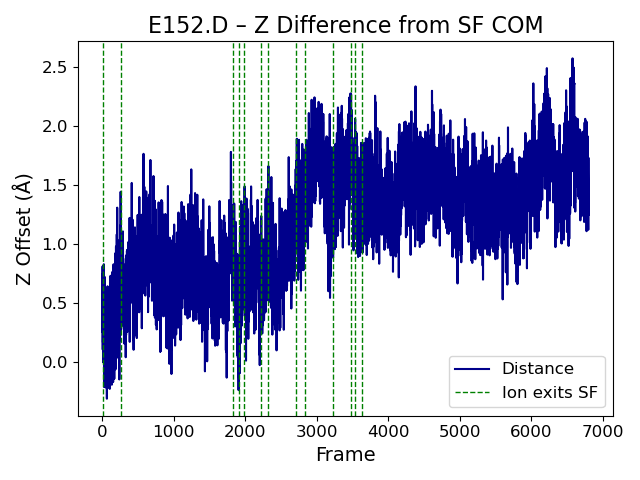 E152.D – Z Difference from SF COM
Z Offset (Å)
2.5
2.0
1.5
1.0
0.5
0.0
Distance
Ion exits SF
0 1000 2000 3000 4000 5000 6000 7000
Frame